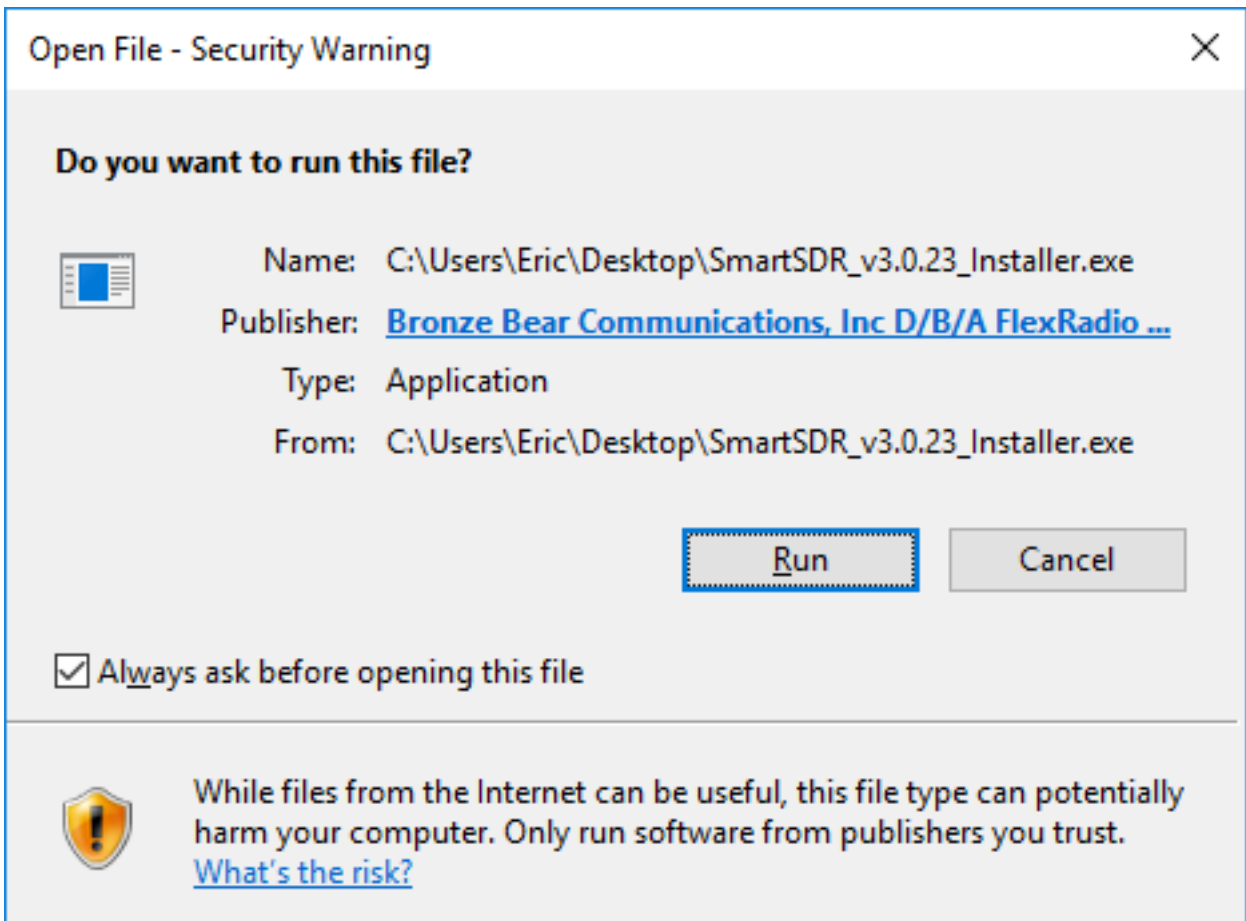 Open File - Security Warning
Do you want to run this file?
Name: C:\Users\Eric\Desktop\SmartSDR_v3.0.23_Installer.exe
Publisher: Bronze Bear Communications, Inc D/B/A FlexRadio ...
Type: Application
From: C:\Users\Eric\Desktop\SmartSDR_v3.0.23_Installer.exe
Run Cancel
Always ask before opening this file
While files from the Internet can be useful, this file type can potentially
harm your computer. Only run software from publishers you trust.
What's the risk?